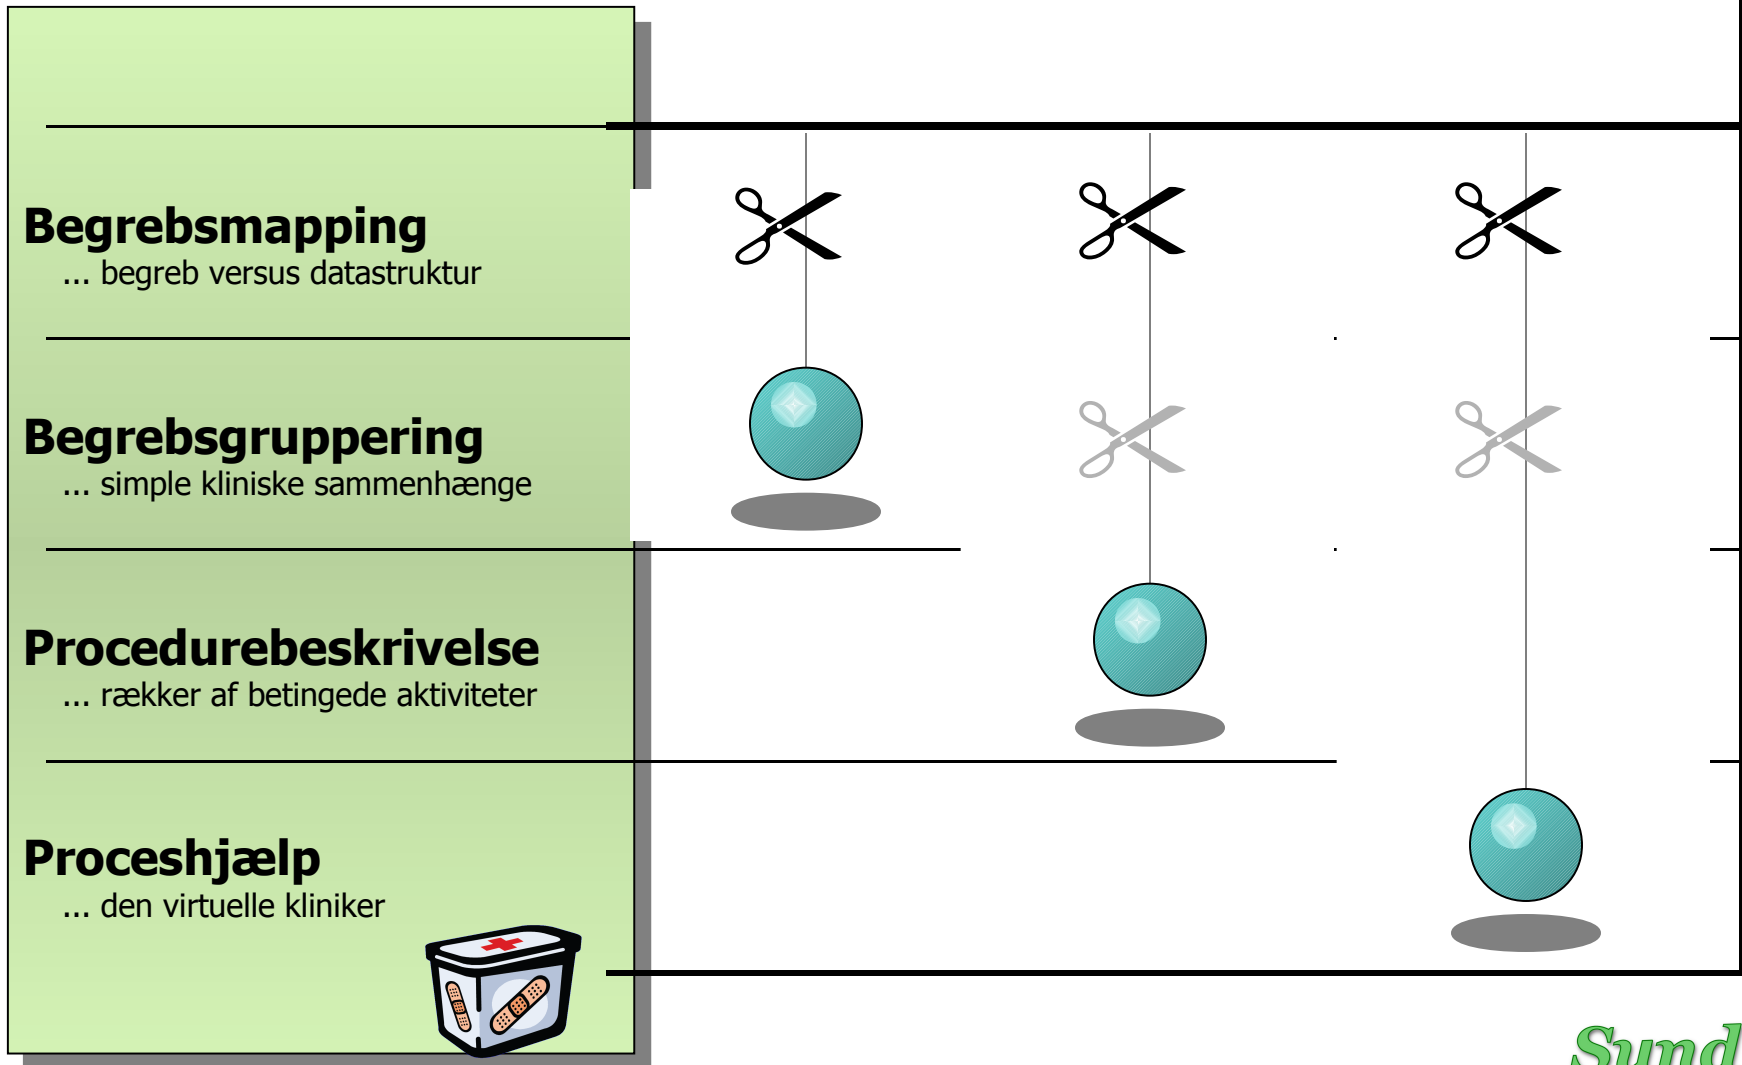 Begrebsmapping
... begreb versus datastruktur
Begrebsgruppering
... simple kliniske sammenhænge
Procedurebeskrivelse
... rækker af betingede aktiviteter
Proceshjælp
... den virtuelle kliniker
Sund